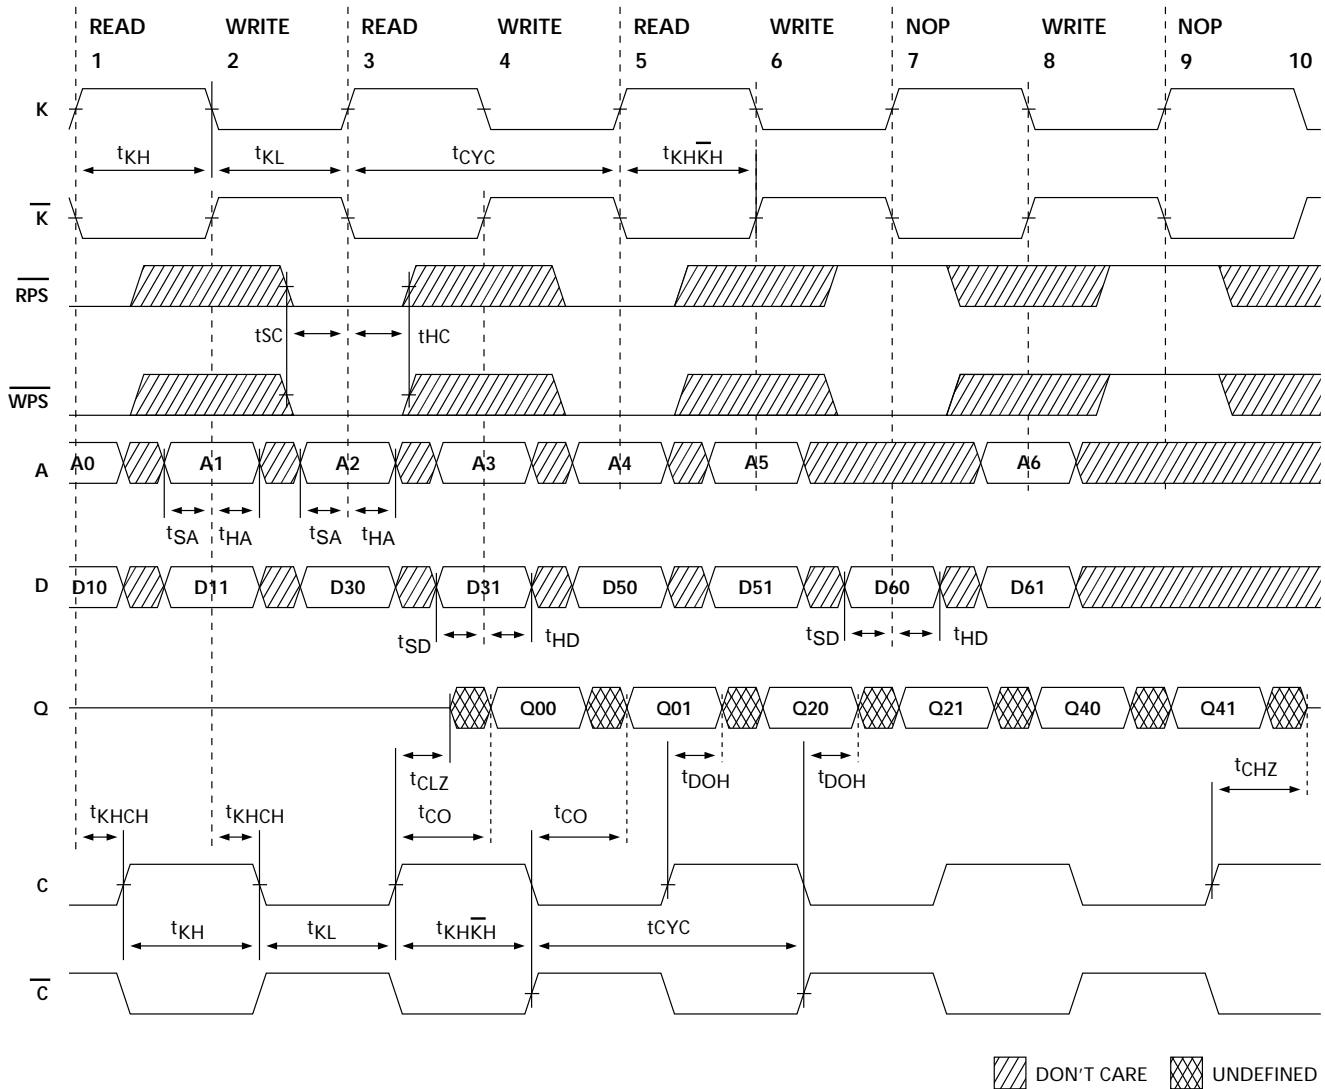 READ WRITE READ WRITE READ WRITE NOP WRITE NOP
1 2 3 4 5 6 7 8 9 10
K
tKH tKL tCYC tKHK̅H
K̅
R̅P̅S̅
tSC tHC
W̅P̅S̅
A A0 A1 A2 A3 A4 A5 A6
tSA tHA tSA tHA
D D10 D11 D30 D31 D50 D51 D60 D61
tSD tHD tSD tHD
Q Q00 Q01 Q20 Q21 Q40 Q41
tCLZ tDOH tDOH tCHZ
tKHCH tKHCH tCO tCO
C
tKH tKL tKHK̅H tCYC
C̅
DON'T CARE UNDEFINED